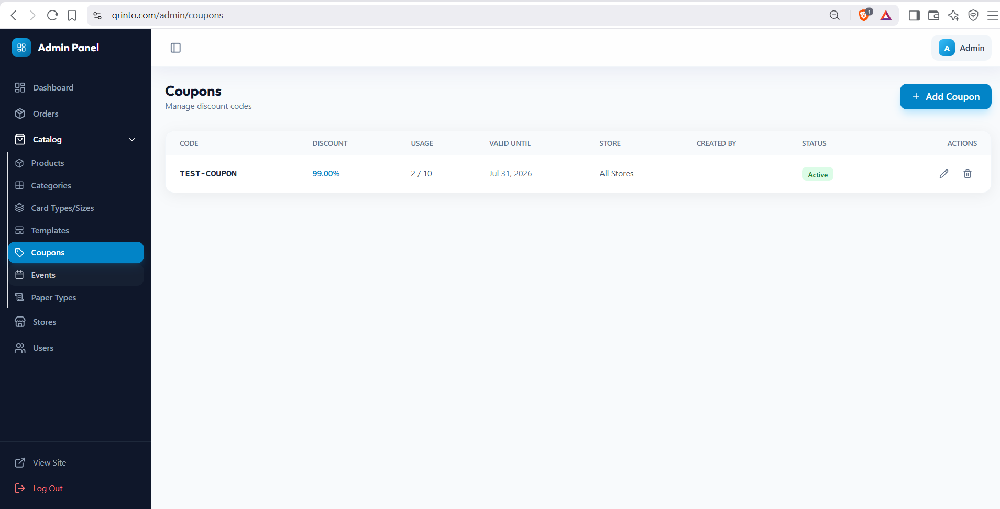 qrinto.com/admin/coupons
1
Admin Panel
A Admin
Dashboard
Orders
Catalog
Products
Categories
Card Types/Sizes
Templates
Coupons
Events
Paper Types
Stores
Users
View Site
Log Out
Coupons
Manage discount codes
+ Add Coupon
CODE DISCOUNT USAGE VALID UNTIL STORE CREATED BY STATUS ACTIONS
TEST-COUPON 99.00% 2 / 10 Jul 31, 2026 All Stores — Active